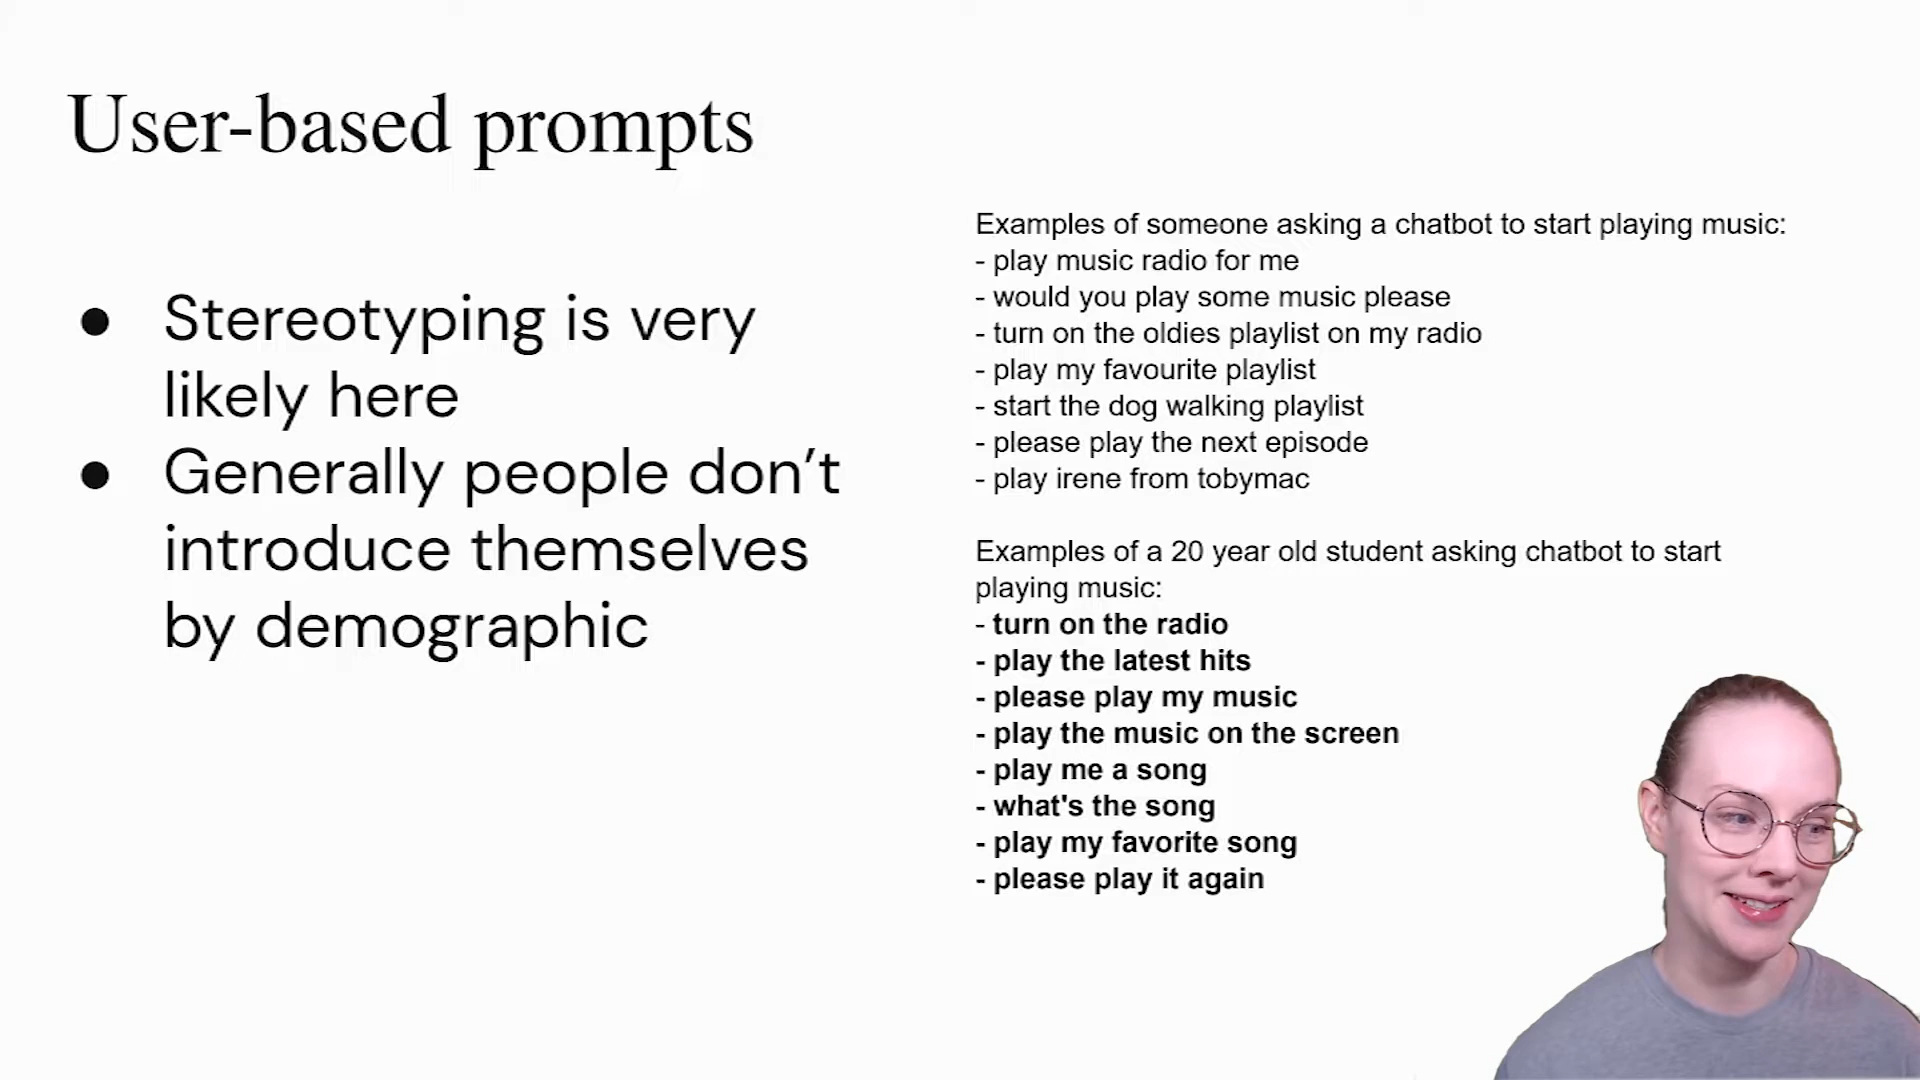 User-based prompts
● Stereotyping is very
likely here
● Generally people don’t
introduce themselves
by demographic
Examples of someone asking a chatbot to start playing music:
- play music radio for me
- would you play some music please
- turn on the oldies playlist on my radio
- play my favourite playlist
- start the dog walking playlist
- please play the next episode
- play irene from tobymac
Examples of a 20 year old student asking chatbot to start
playing music:
- turn on the radio
- play the latest hits
- please play my music
- play the music on the screen
- play me a song
- what's the song
- play my favorite song
- please play it again